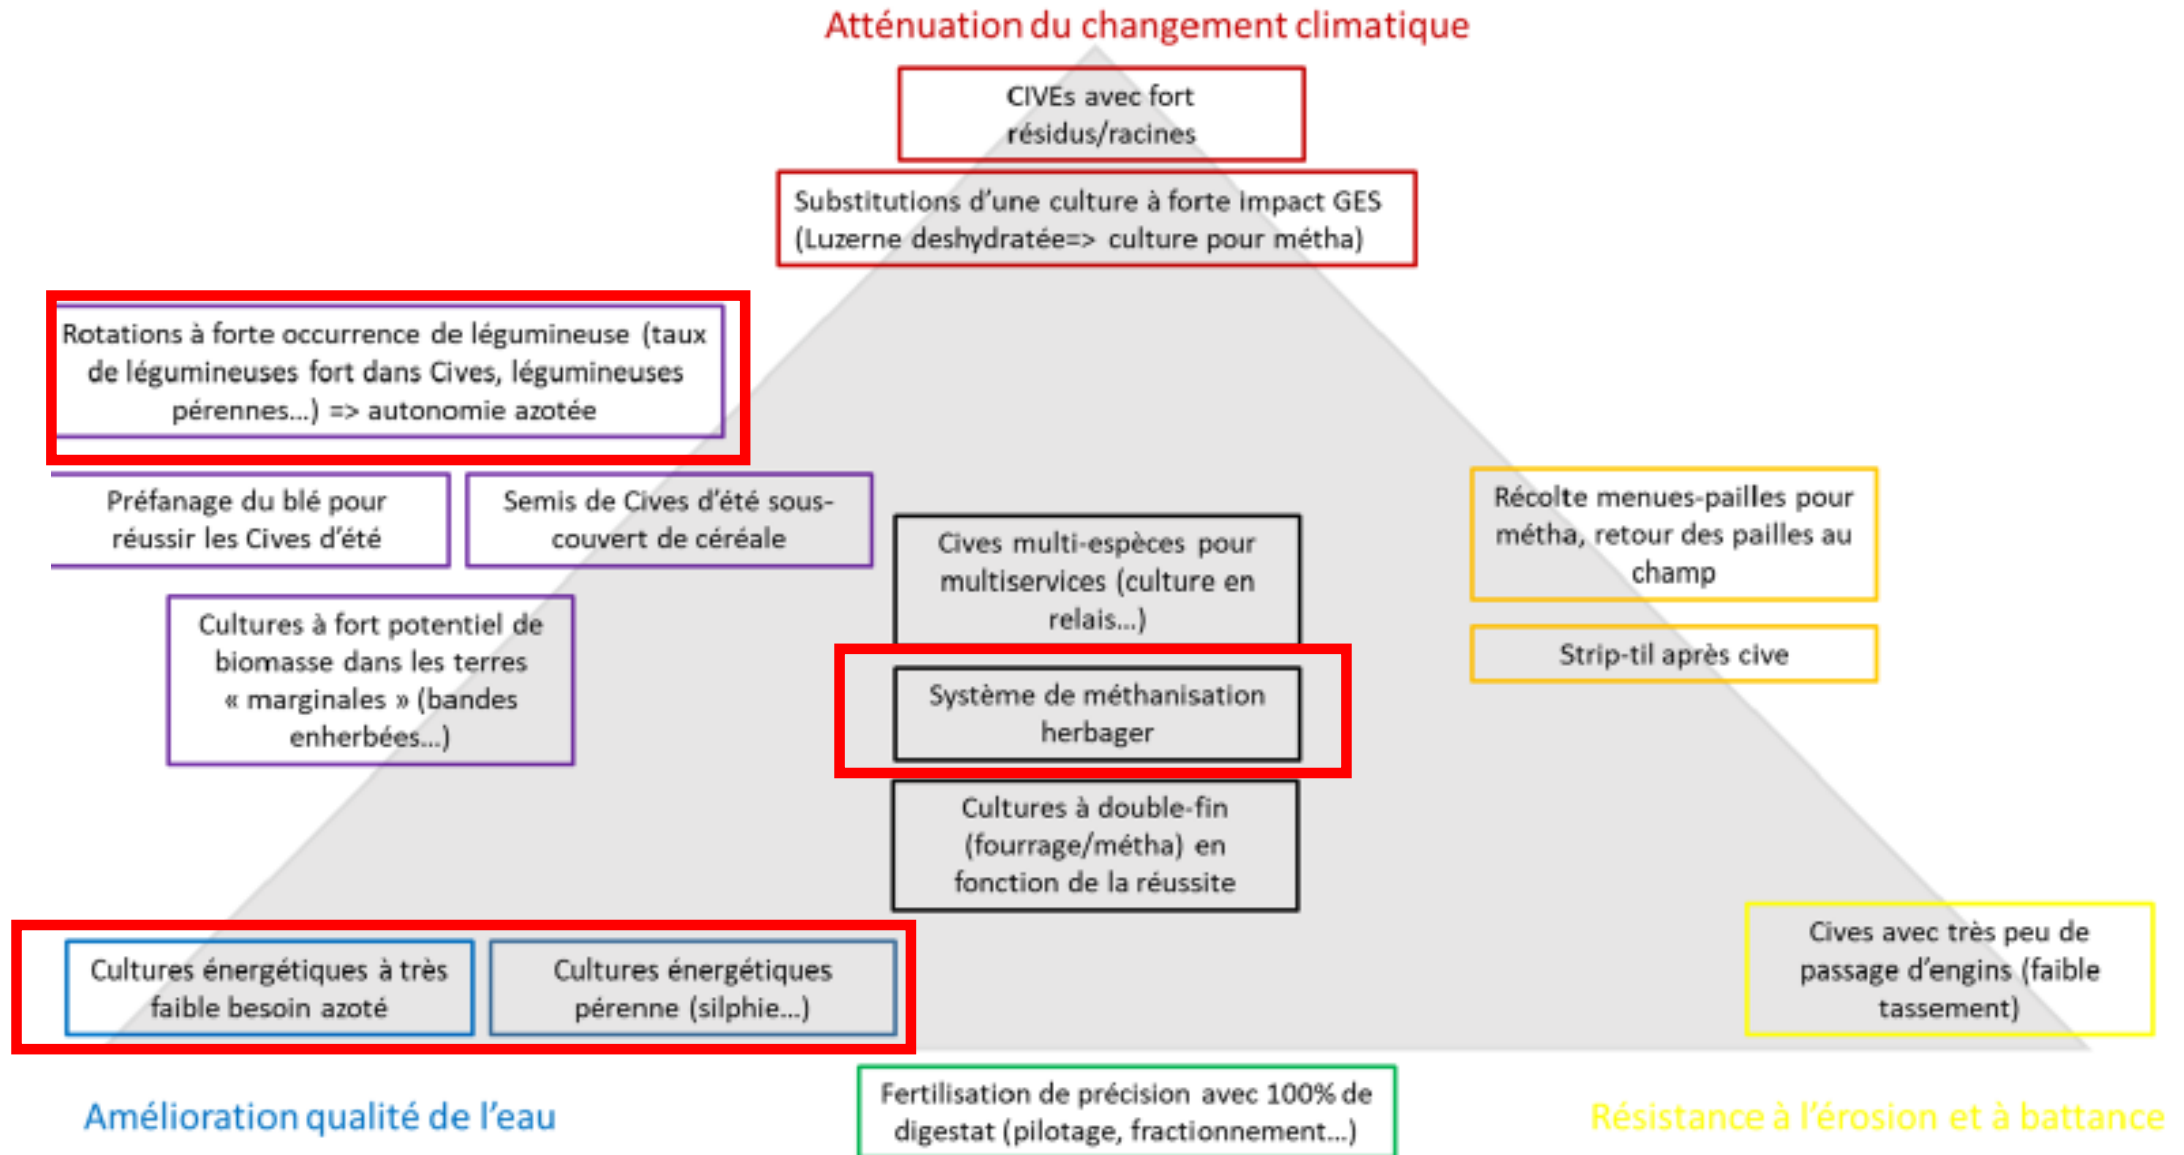 Atténuation du changement climatique
CIVEs avec fort
résidus/racines
Substitutions d'une culture à forte impact GES
(Luzerne deshydratée=> culture pour métha)
Rotations à forte occurrence de légumineuse (taux
de légumineuses fort dans Cives, légumineuses
pérennes...) => autonomie azotée
Préfanage du blé pour
réussir les Cives d'été
Semis de Cives d'été sous-
couvert de céréale
Cultures à fort potentiel de
biomasse dans les terres
« marginales » (bandes
enherbées...)
Cives multi-espèces pour
multiservices (culture en
relais...)
Système de méthanisation
herbager
Cultures à double-fin
(fourrage/métha) en
fonction de la réussite
Récolte menues-pailles pour
métha, retour des pailles au
champ
Strip-til après cive
Cultures énergétiques à très
faible besoin azoté
Cultures énergétiques
pérenne (silphie...)
Cives avec très peu de
passage d'engins (faible
tassement)
Amélioration qualité de l'eau
Fertilisation de précision avec 100% de
digestat (pilotage, fractionnement...)
Résistance à l'érosion et à battance